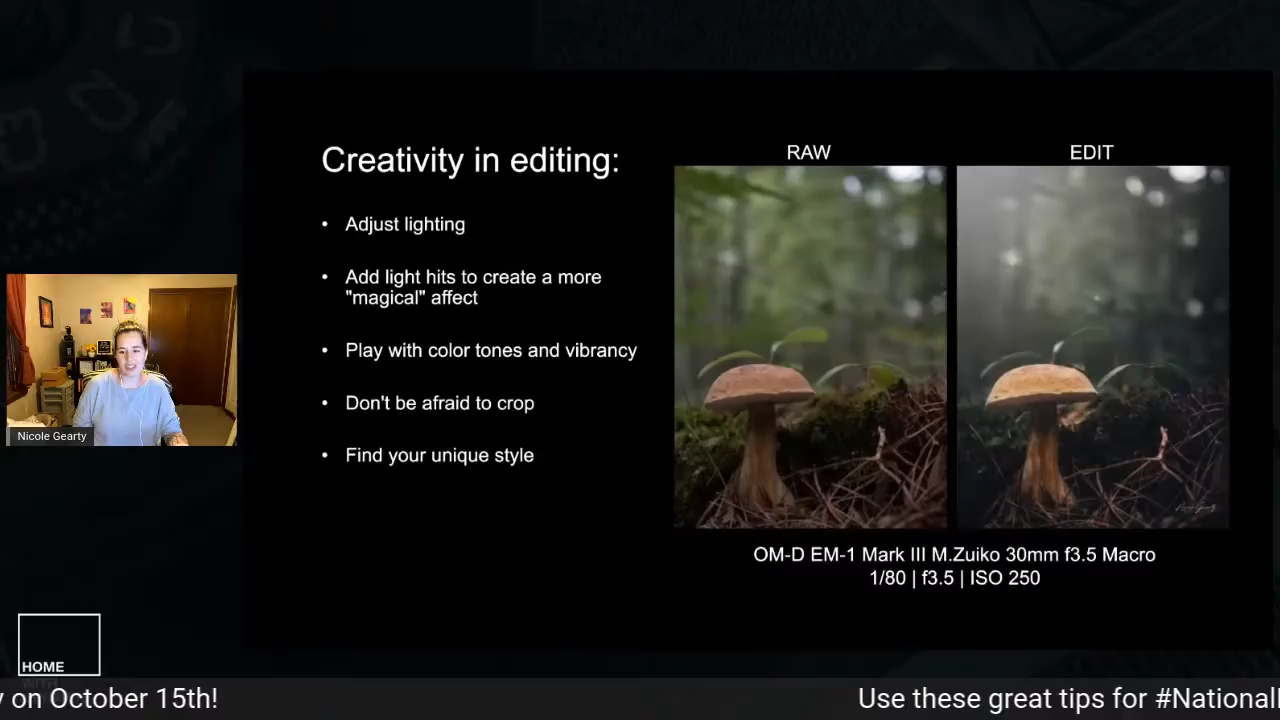 Creativity in editing:
• Adjust lighting
• Add light hits to create a more
"magical" affect
• Play with color tones and vibrancy
• Don't be afraid to crop
• Find your unique style
RAW
EDIT
OM-D EM-1 Mark III M.Zuiko 30mm f3.5 Macro
1/80 | f3.5 | ISO 250
Nicole Gearty
HOME
WITH
y on October 15th!
Use these great tips for #National